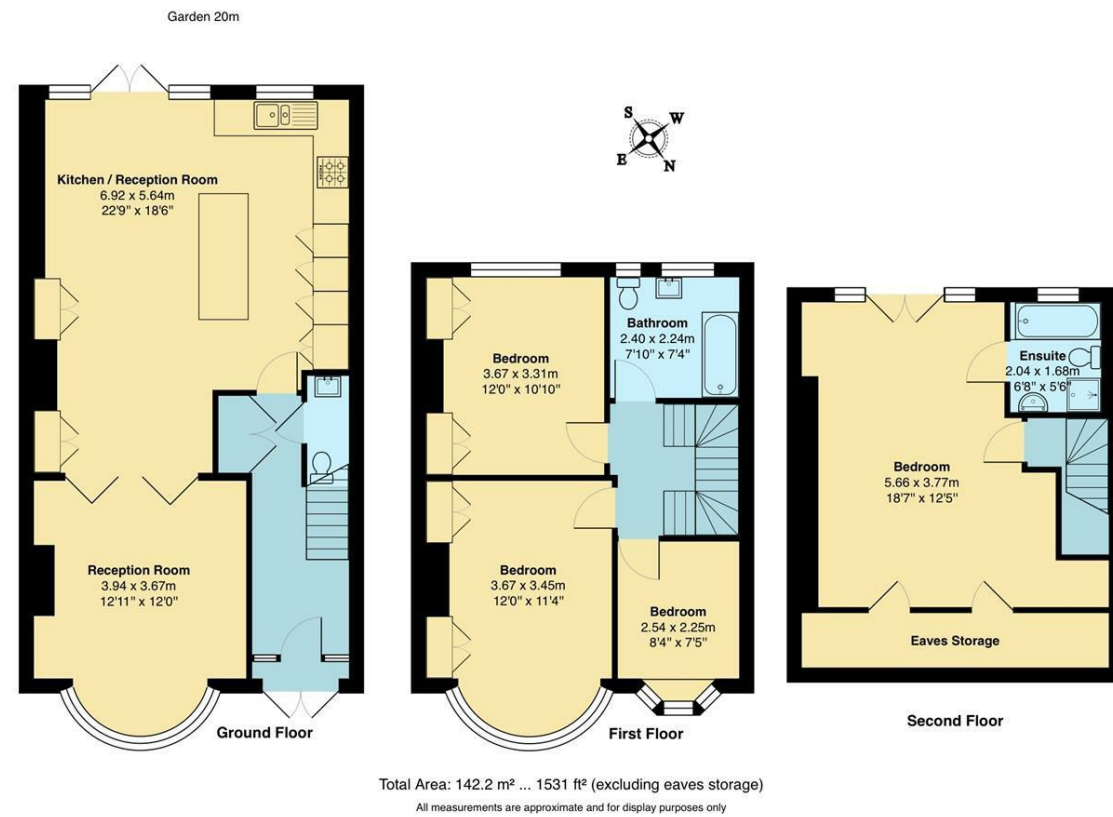 Garden 20m
Kitchen / Reception Room
6.92 x 5.64m
22'9" x 18'6"
Reception Room
3.94 x 3.67m
12'11" x 12'0"
Ground Floor
S
W
E
N
Bedroom
3.67 x 3.31m
12'0" x 10'10"
Bathroom
2.40 x 2.24m
7'10" x 7'4"
Bedroom
3.67 x 3.45m
12'0" x 11'4"
Bedroom
2.54 x 2.25m
8'4" x 7'5"
First Floor
Ensuite
2.04 x 1.68m
6'8" x 5'6"
Bedroom
5.66 x 3.77m
18'7" x 12'5"
Eaves Storage
Second Floor
Total Area: 142.2 m² ... 1531 ft² (excluding eaves storage)
All measurements are approximate and for display purposes only